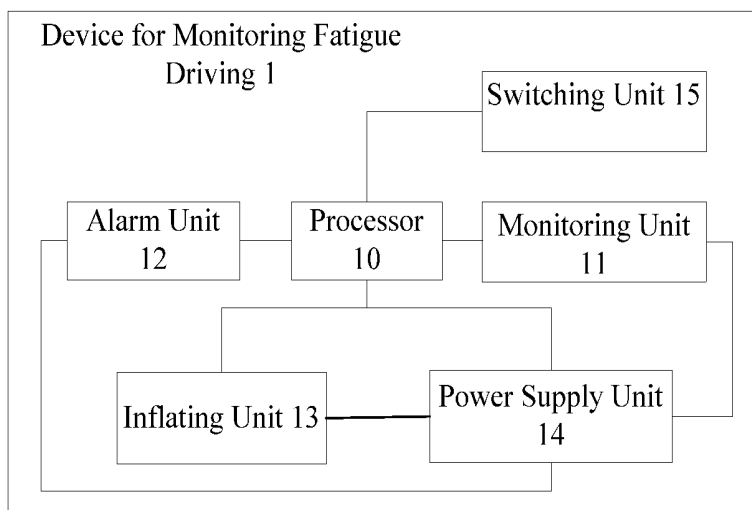 Device for Monitoring Fatigue
Driving 1
Switching Unit 15
Alarm Unit
12
Processor
10
Monitoring Unit
11
Inflating Unit 13
Power Supply Unit
14